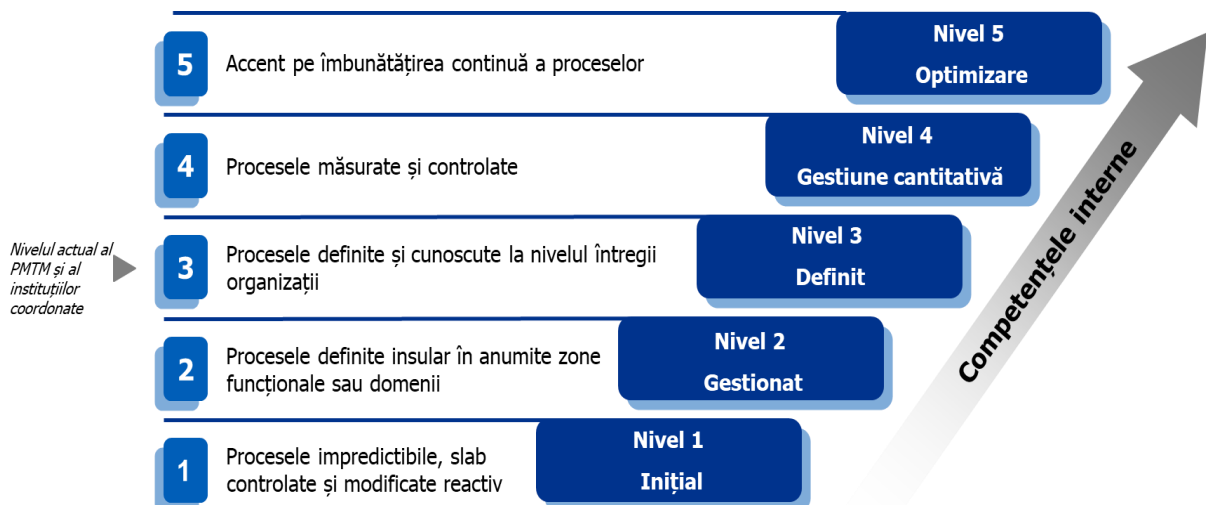 5
Accent pe îmbunătățirea continuă a proceselor
Nivel 5
Optimizare
4
Procesele măsurate și controlate
Nivel 4
Gestiune cantitativă
Nivelul actual al
PMTM și al
instituțiilor
coordonate
3
Procesele definite și cunoscute la nivelul întregii
organizații
Nivel 3
Definit
2
Procesele definite insular în anumite zone
funcționale sau domenii
Nivel 2
Gestionat
1
Procesele impredictibile, slab
controlate și modificate reactiv
Nivel 1
Inițial
Competențele interne